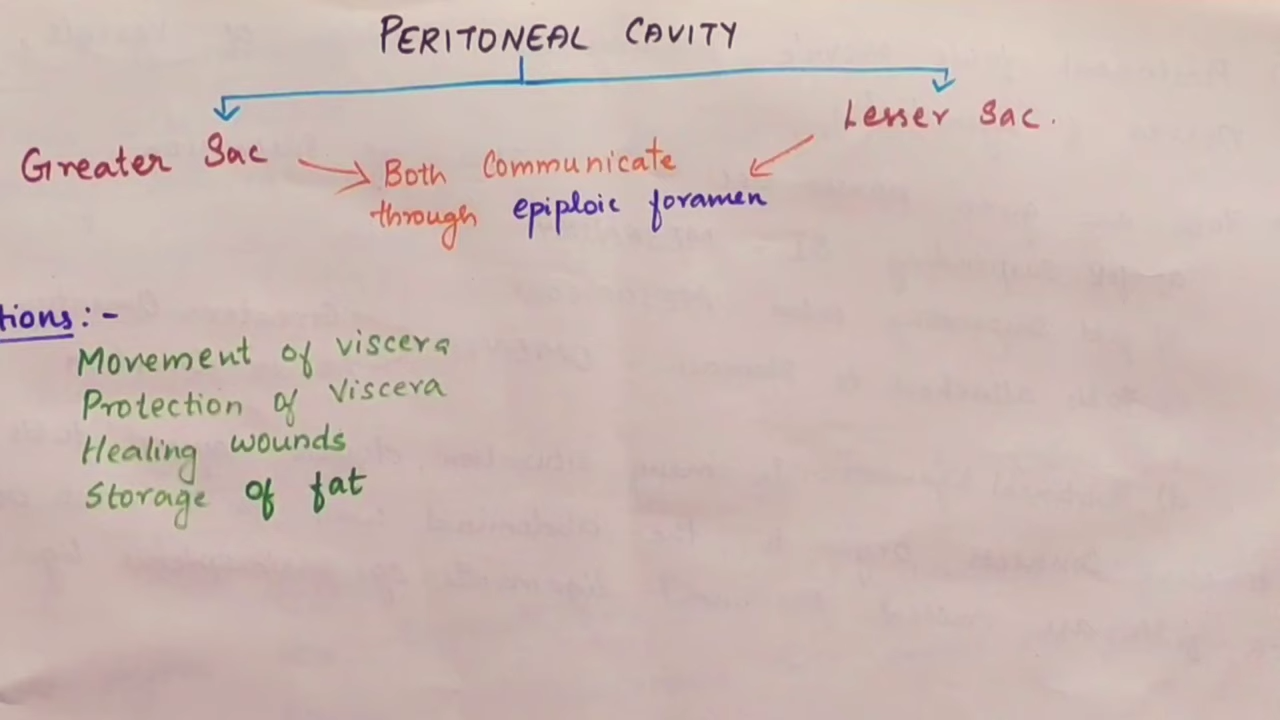 PERITONEAL CAVITY
Greater Sac
Lesser Sac.
Both Communicate
through epiploic foramen
tions:-
Movement of viscera
Protection of Viscera
Healing wounds
Storage of fat